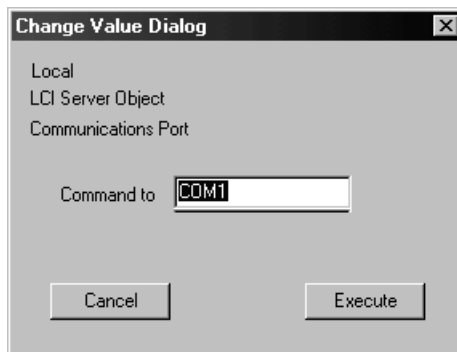 Change Value Dialog
Local
LCI Server Object
Communications Port
Command to COM1
Cancel Execute